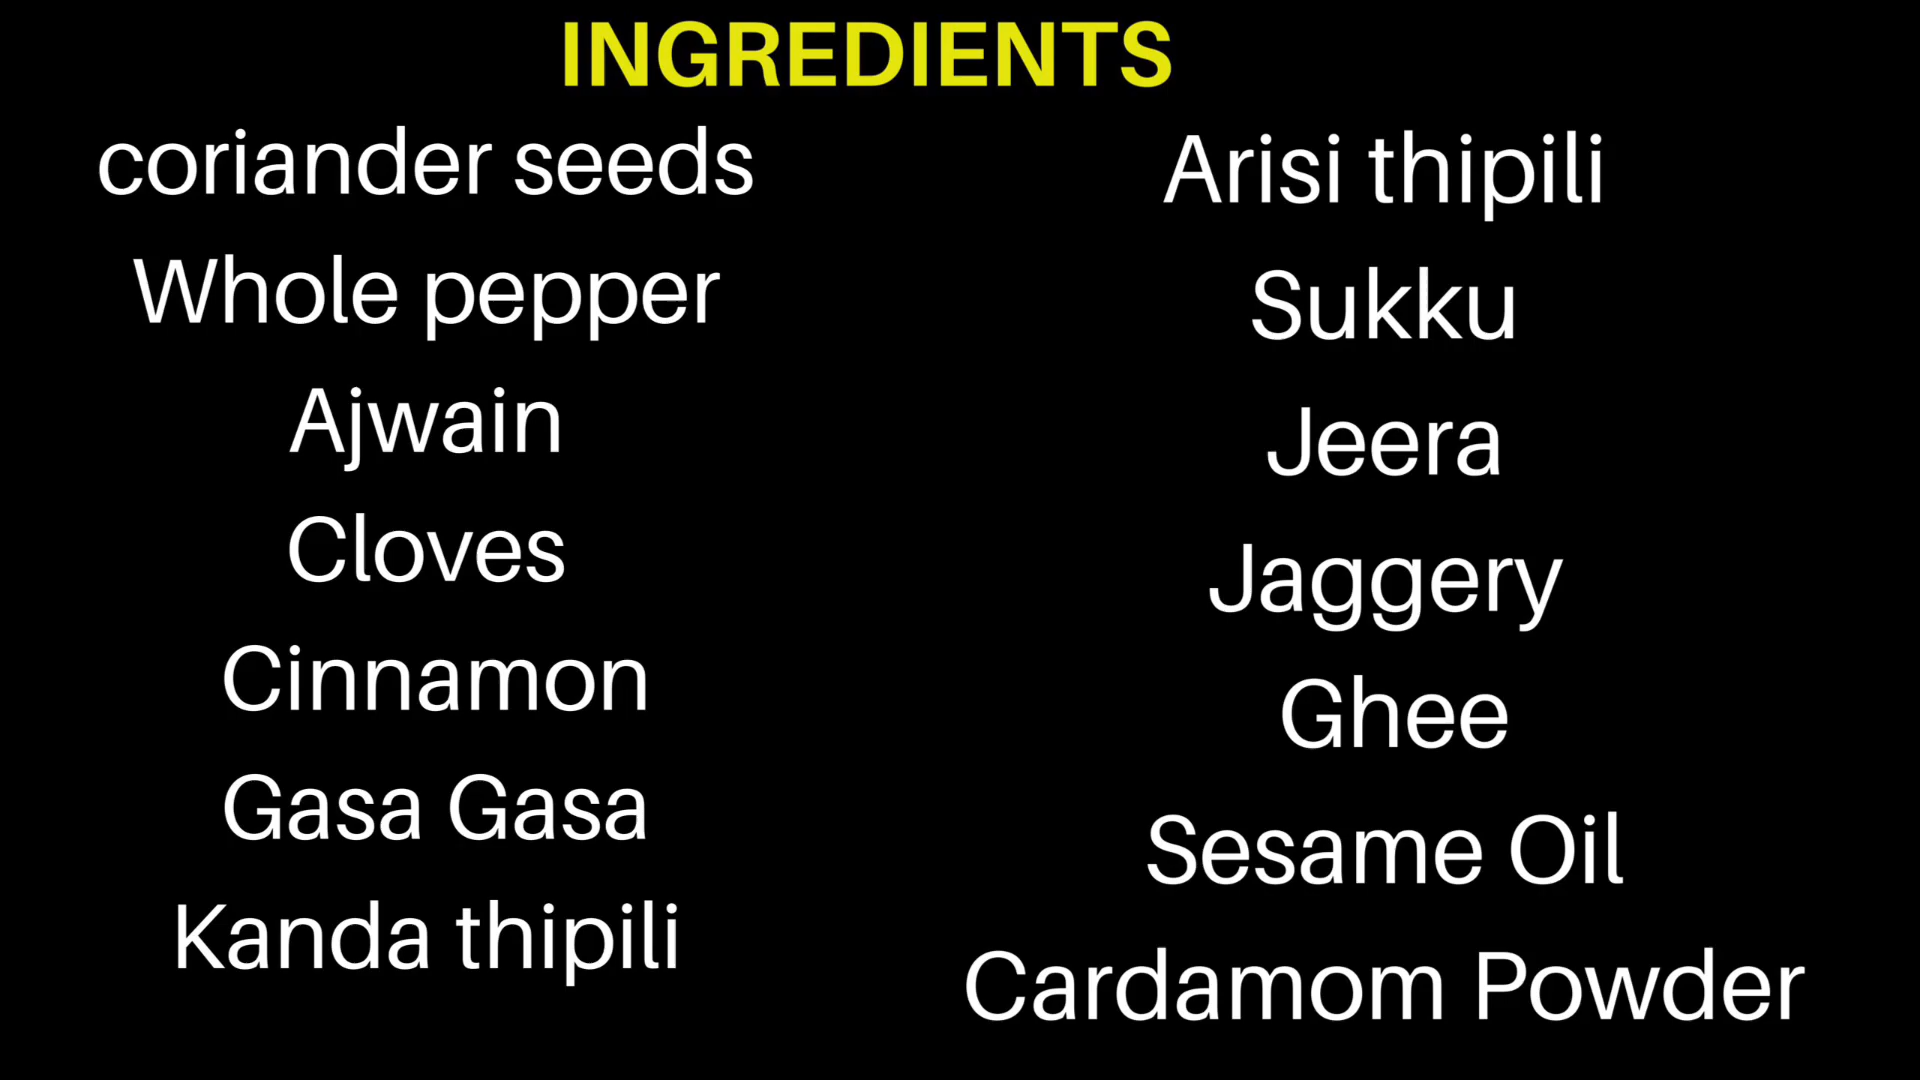 INGREDIENTS
coriander seeds
Whole pepper
Ajwain
Cloves
Cinnamon
Gasa Gasa
Kanda thipili
Arisi thipili
Sukku
Jeera
Jaggery
Ghee
Sesame Oil
Cardamom Powder